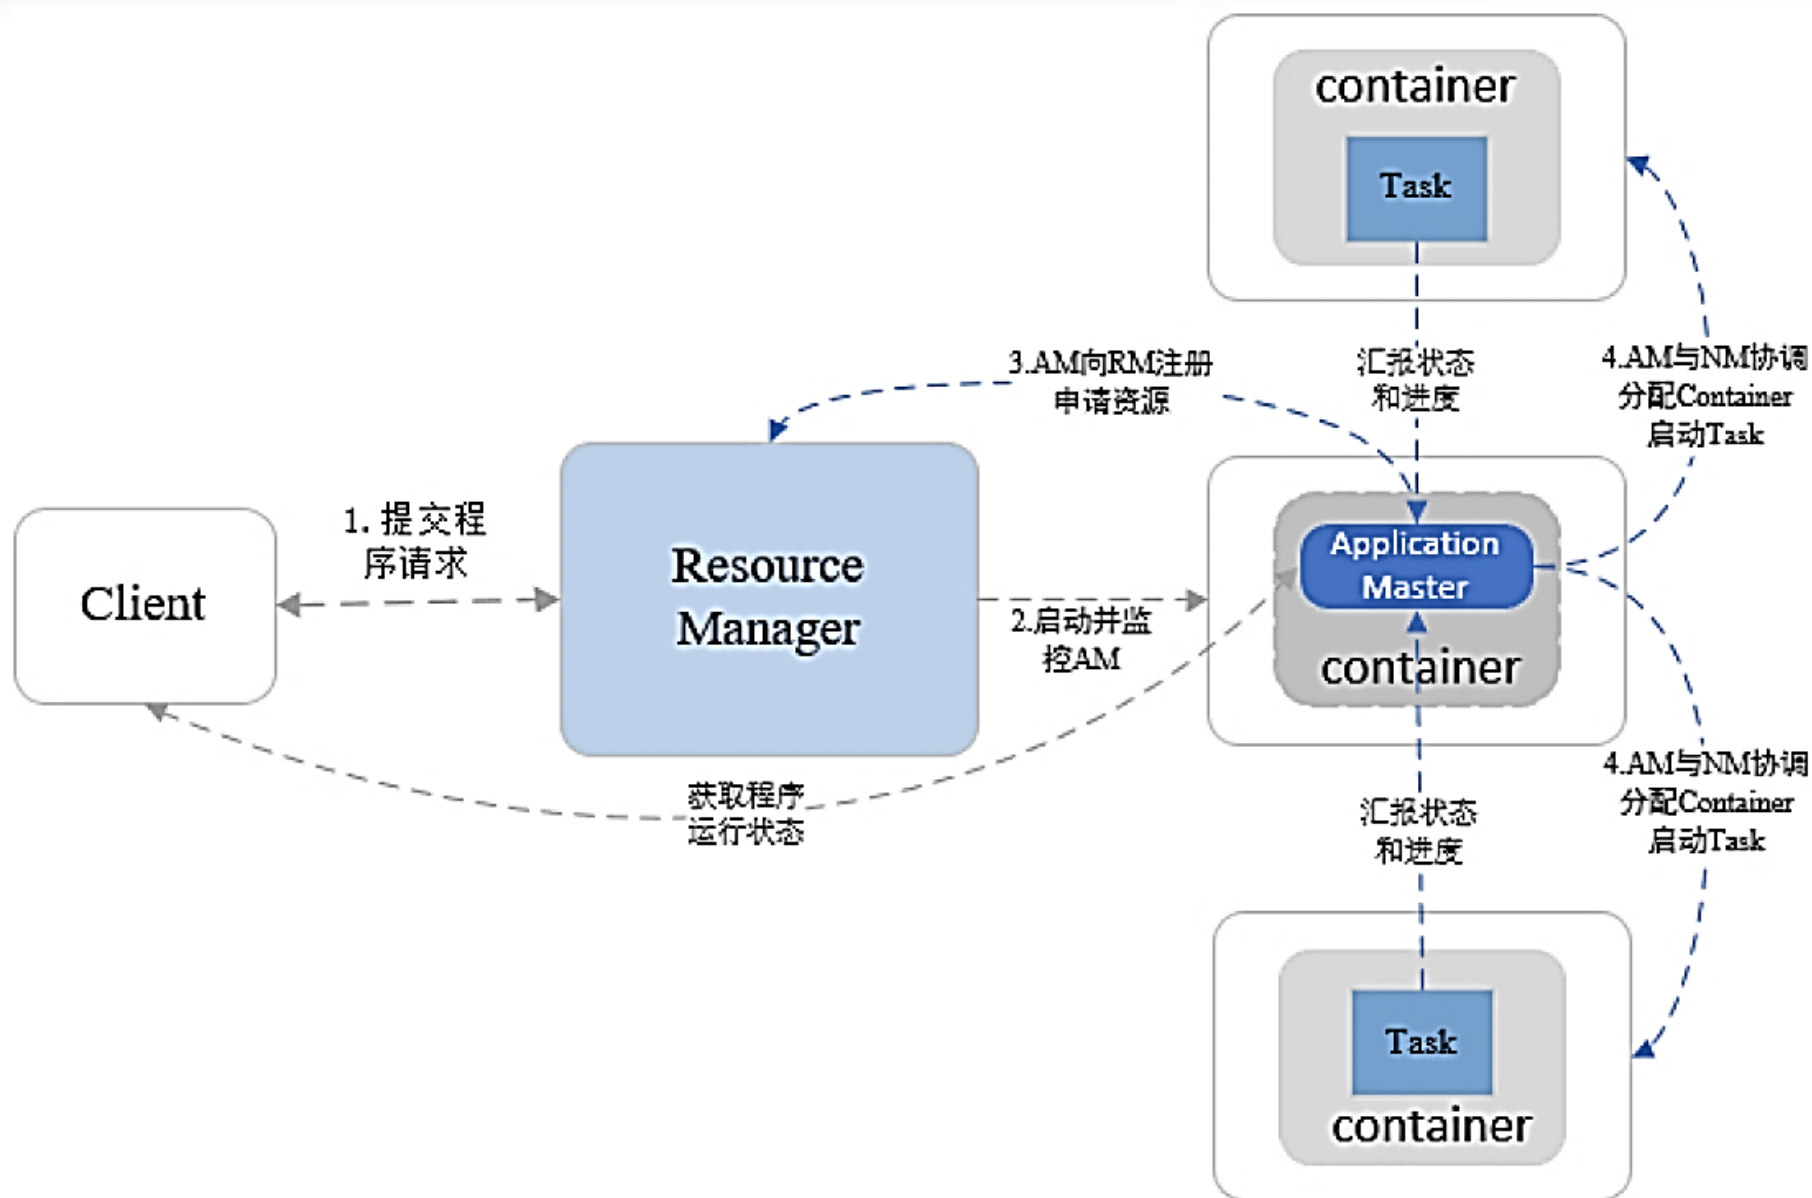 container
Task
3.AM向RM注册
申请资源
汇报状态
和进度
4.AM与NM协调
分配Container
启动Task
1. 提交程
序请求
Client
Resource
Manager
2.启动并监
控AM
Application
Master
container
获取程序
运行状态
汇报状态
和进度
4.AM与NM协调
分配Container
启动Task
Task
container